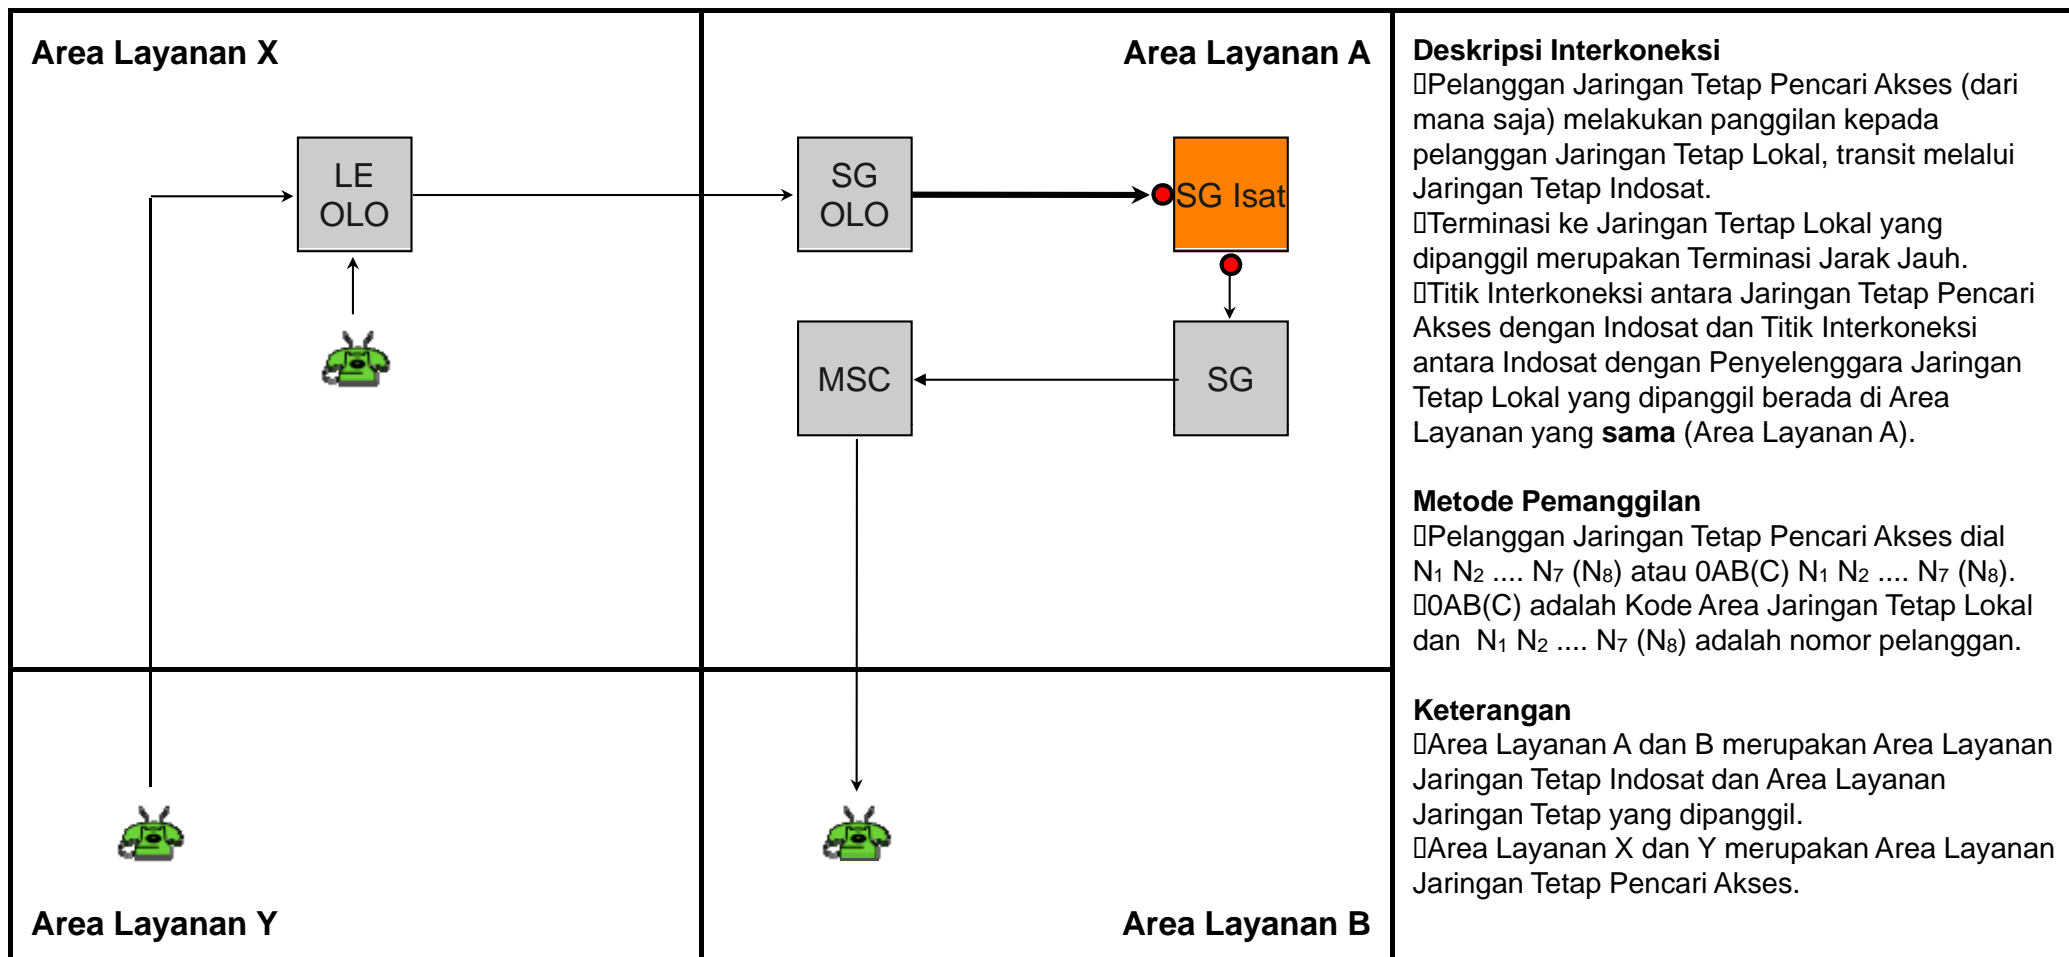 Area Layanan X
Area Layanan A
LE
OLO
SG
OLO
SG Isat
MSC
SG
Area Layanan Y
Area Layanan B
Deskripsi Interkoneksi
▯Pelanggan Jaringan Tetap Pencari Akses (dari
mana saja) melakukan panggilan kepada
pelanggan Jaringan Tetap Lokal, transit melalui
Jaringan Tetap Indosat.
▯Terminasi ke Jaringan Tertap Lokal yang
dipanggil merupakan Terminasi Jarak Jauh.
▯Titik Interkoneksi antara Jaringan Tetap Pencari
Akses dengan Indosat dan Titik Interkoneksi
antara Indosat dengan Penyelenggara Jaringan
Tetap Lokal yang dipanggil berada di Area
Layanan yang sama (Area Layanan A).
Metode Pemanggilan
▯Pelanggan Jaringan Tetap Pencari Akses dial
N₁ N₂ .... N₇ (N₈) atau 0AB(C) N₁ N₂ .... N₇ (N₈).
▯0AB(C) adalah Kode Area Jaringan Tetap Lokal
dan N₁ N₂ .... N₇ (N₈) adalah nomor pelanggan.
Keterangan
▯Area Layanan A dan B merupakan Area Layanan
Jaringan Tetap Indosat dan Area Layanan
Jaringan Tetap yang dipanggil.
▯Area Layanan X dan Y merupakan Area Layanan
Jaringan Tetap Pencari Akses.